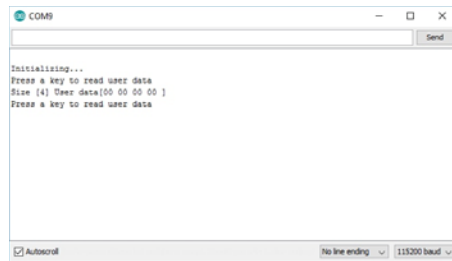 COM9
Send
Initializing...
Press a key to read user data
Size [4] User data[00 00 00 00 ]
Press a key to read user data
Autoscroll
No line ending
115200 baud